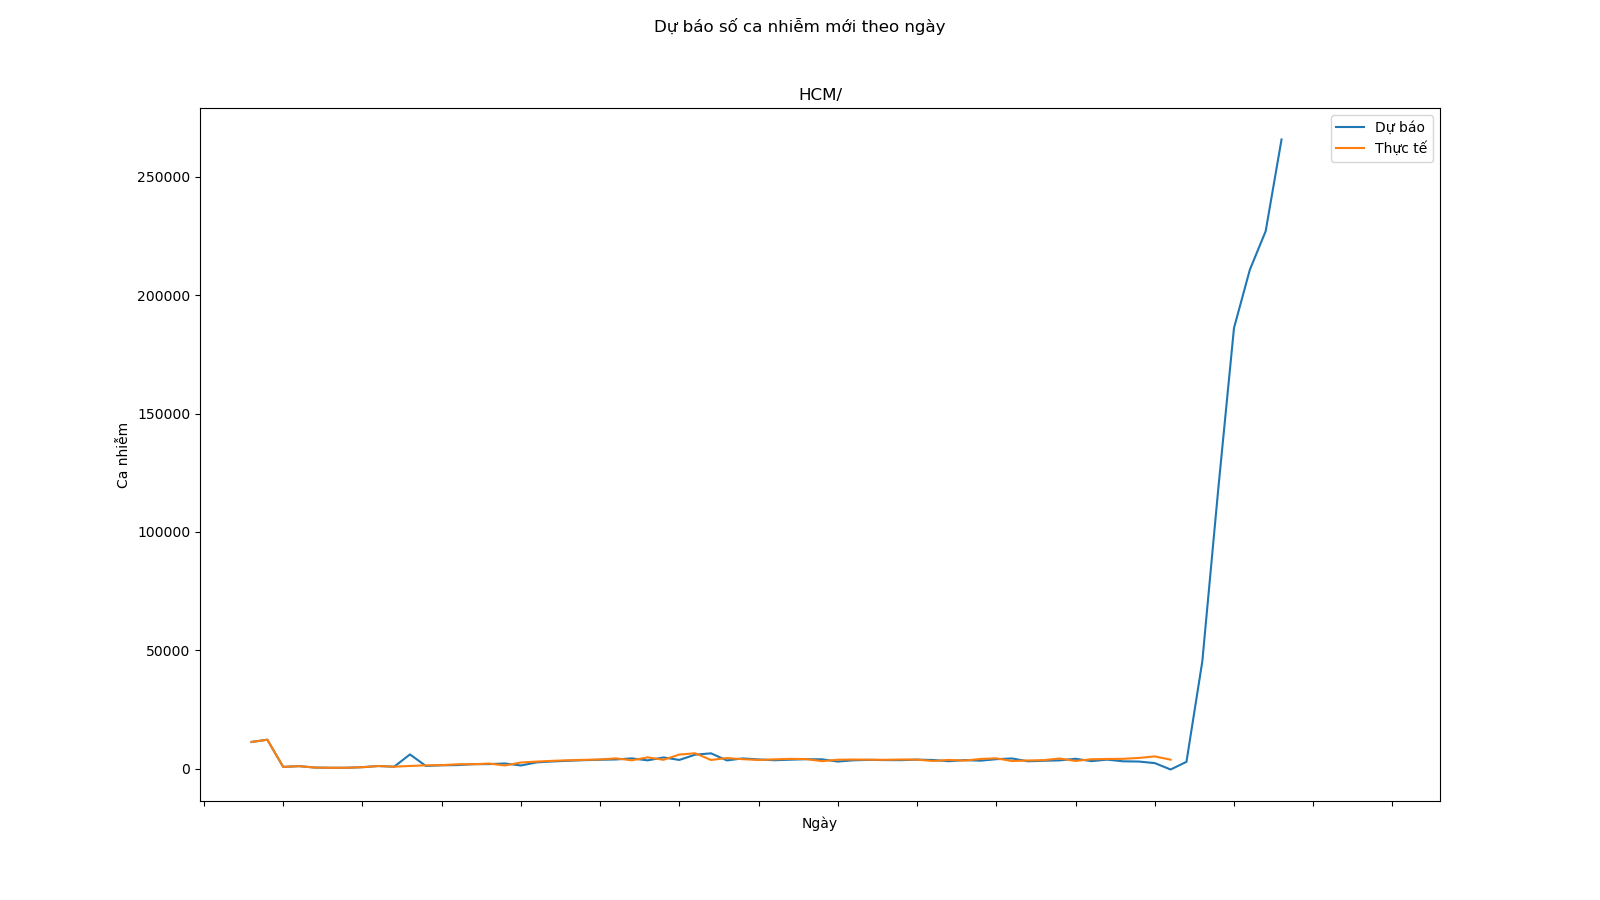 Dự báo số ca nhiễm mới theo ngày
HCM/
Dự báo
Thực tế
250000
200000
150000
100000
50000
0
Ca nhiễm
Ngày